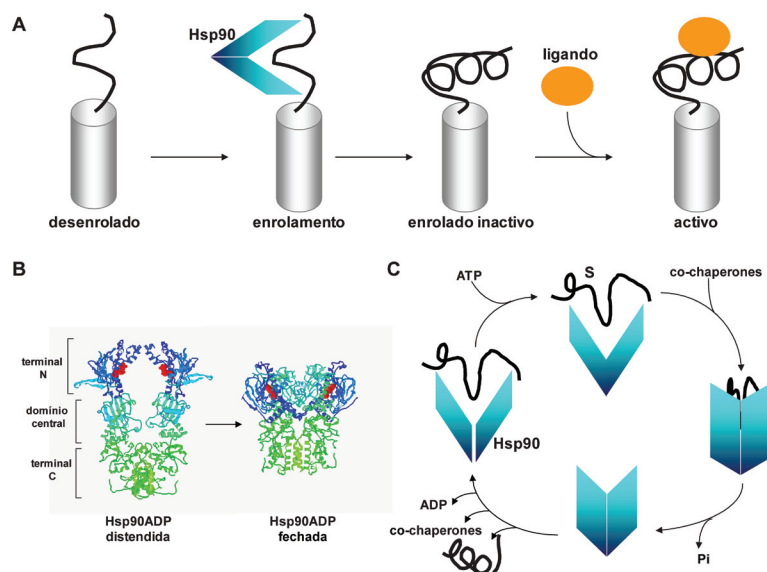 A
Hsp90
ligando
desenrolado
enrolamento
enrolado inactivo
activo
B
terminal
N
domínio
central
terminal
C
Hsp90ADP
distendida
Hsp90ADP
fechada
C
ATP
S
co-chaperones
Hsp90
ADP
co-chaperones
Pi